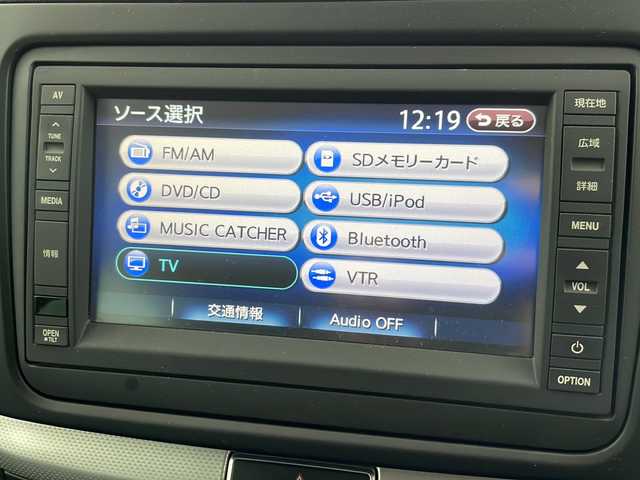 AV
TUNE
TRACK
MEDIA
情報
OPEN
TILT
ソース選択
12:19
戻る
FM/AM
SDメモリーカード
DVD/CD
USB/iPod
MUSIC CATCHER
Bluetooth
TV
VTR
交通情報
Audio OFF
現在地
広域
詳細
MENU
VOL
OPTION